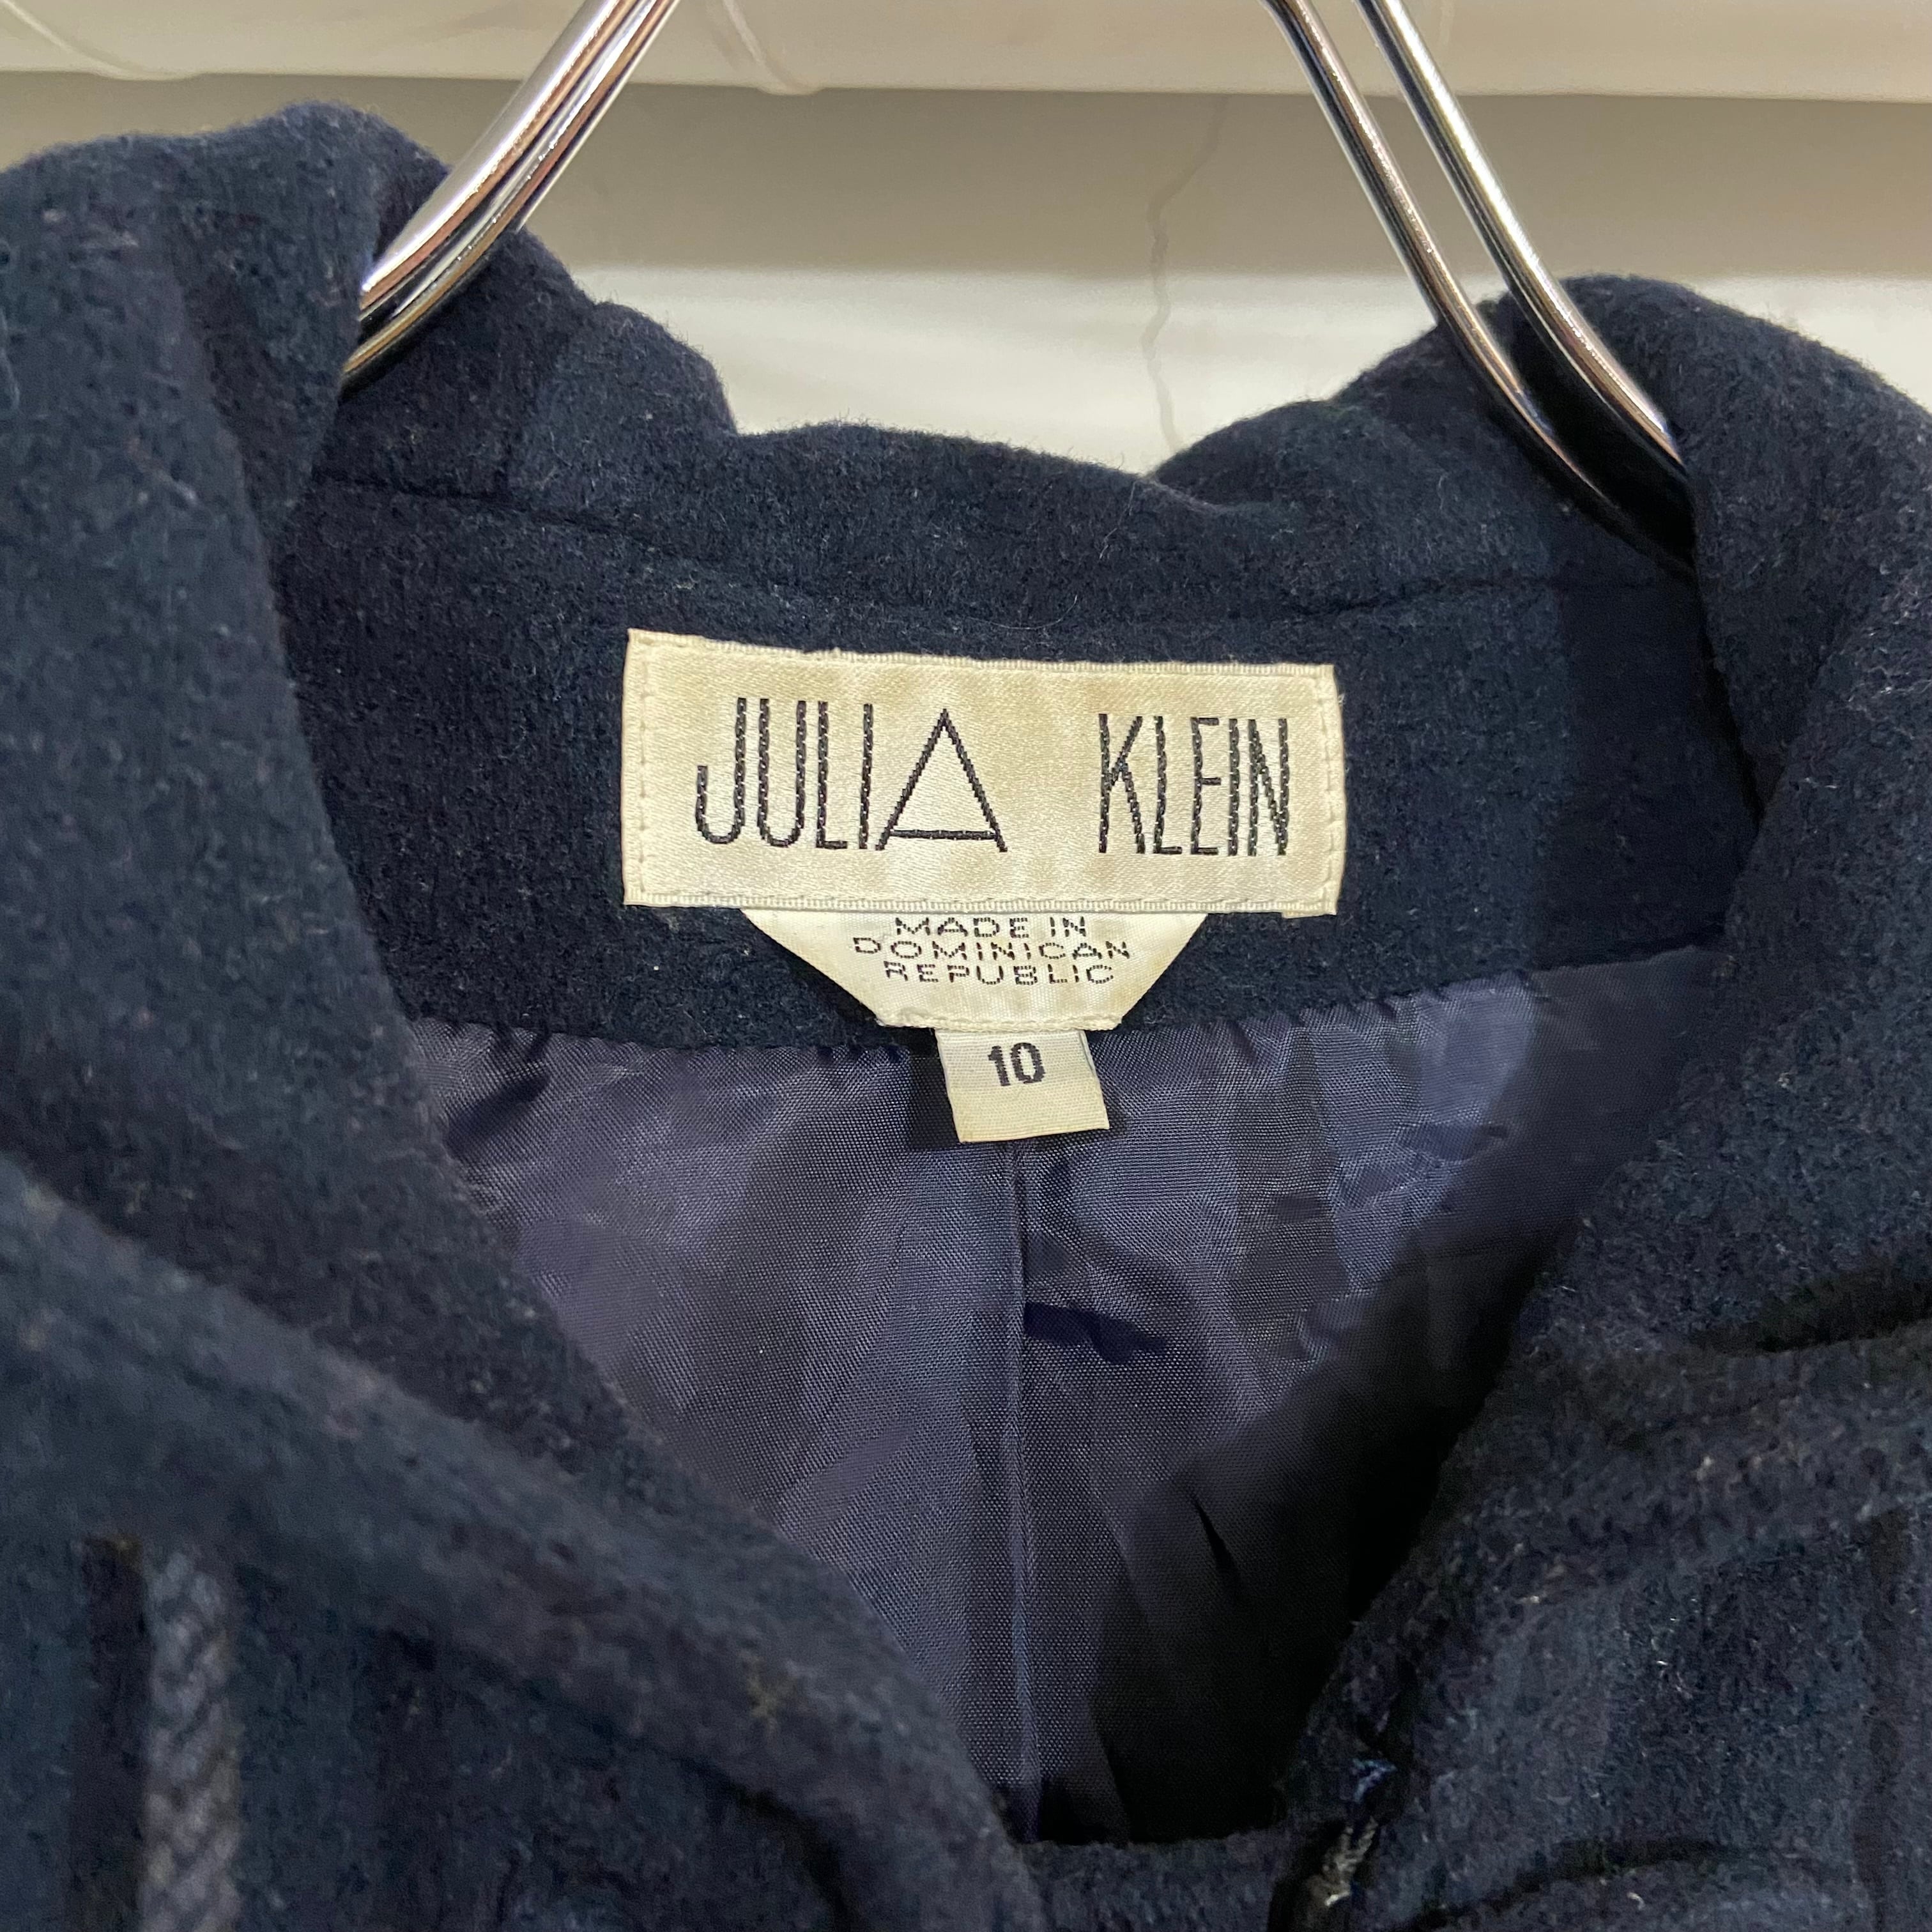 JULIA KLEIN
MADE IN
DOMINICAN
REPUBLIC
10